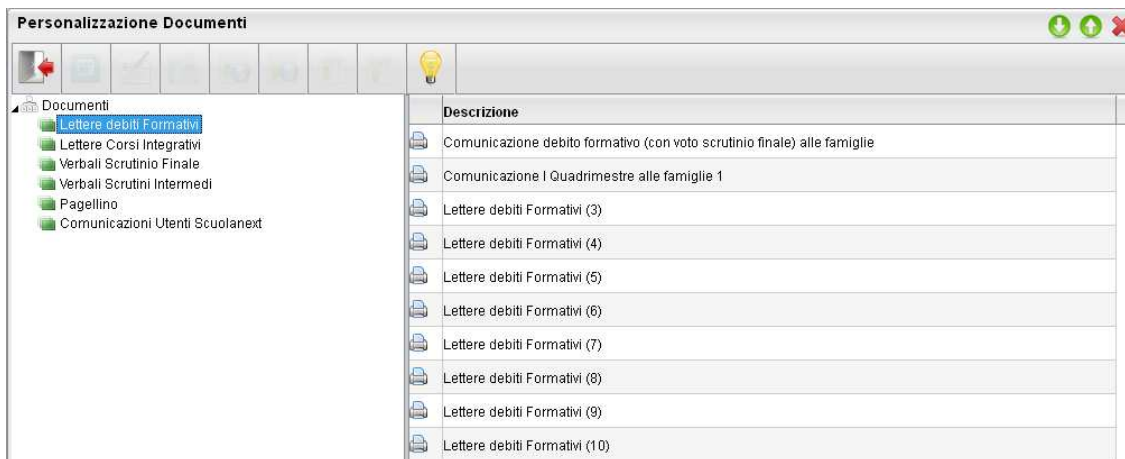 Personalizzazione Documenti
Documenti
Lettere debiti Formativi
Lettere Corsi Integrativi
Verbali Scrutinio Finale
Verbali Scrutini Intermedi
Pagellino
Comunicazioni Utenti Scuolanext
Descrizione
Comunicazione debito formativo (con voto scrutinio finale) alle famiglie
Comunicazione I Quadrimestre alle famiglie 1
Lettere debiti Formativi (3)
Lettere debiti Formativi (4)
Lettere debiti Formativi (5)
Lettere debiti Formativi (6)
Lettere debiti Formativi (7)
Lettere debiti Formativi (8)
Lettere debiti Formativi (9)
Lettere debiti Formativi (10)